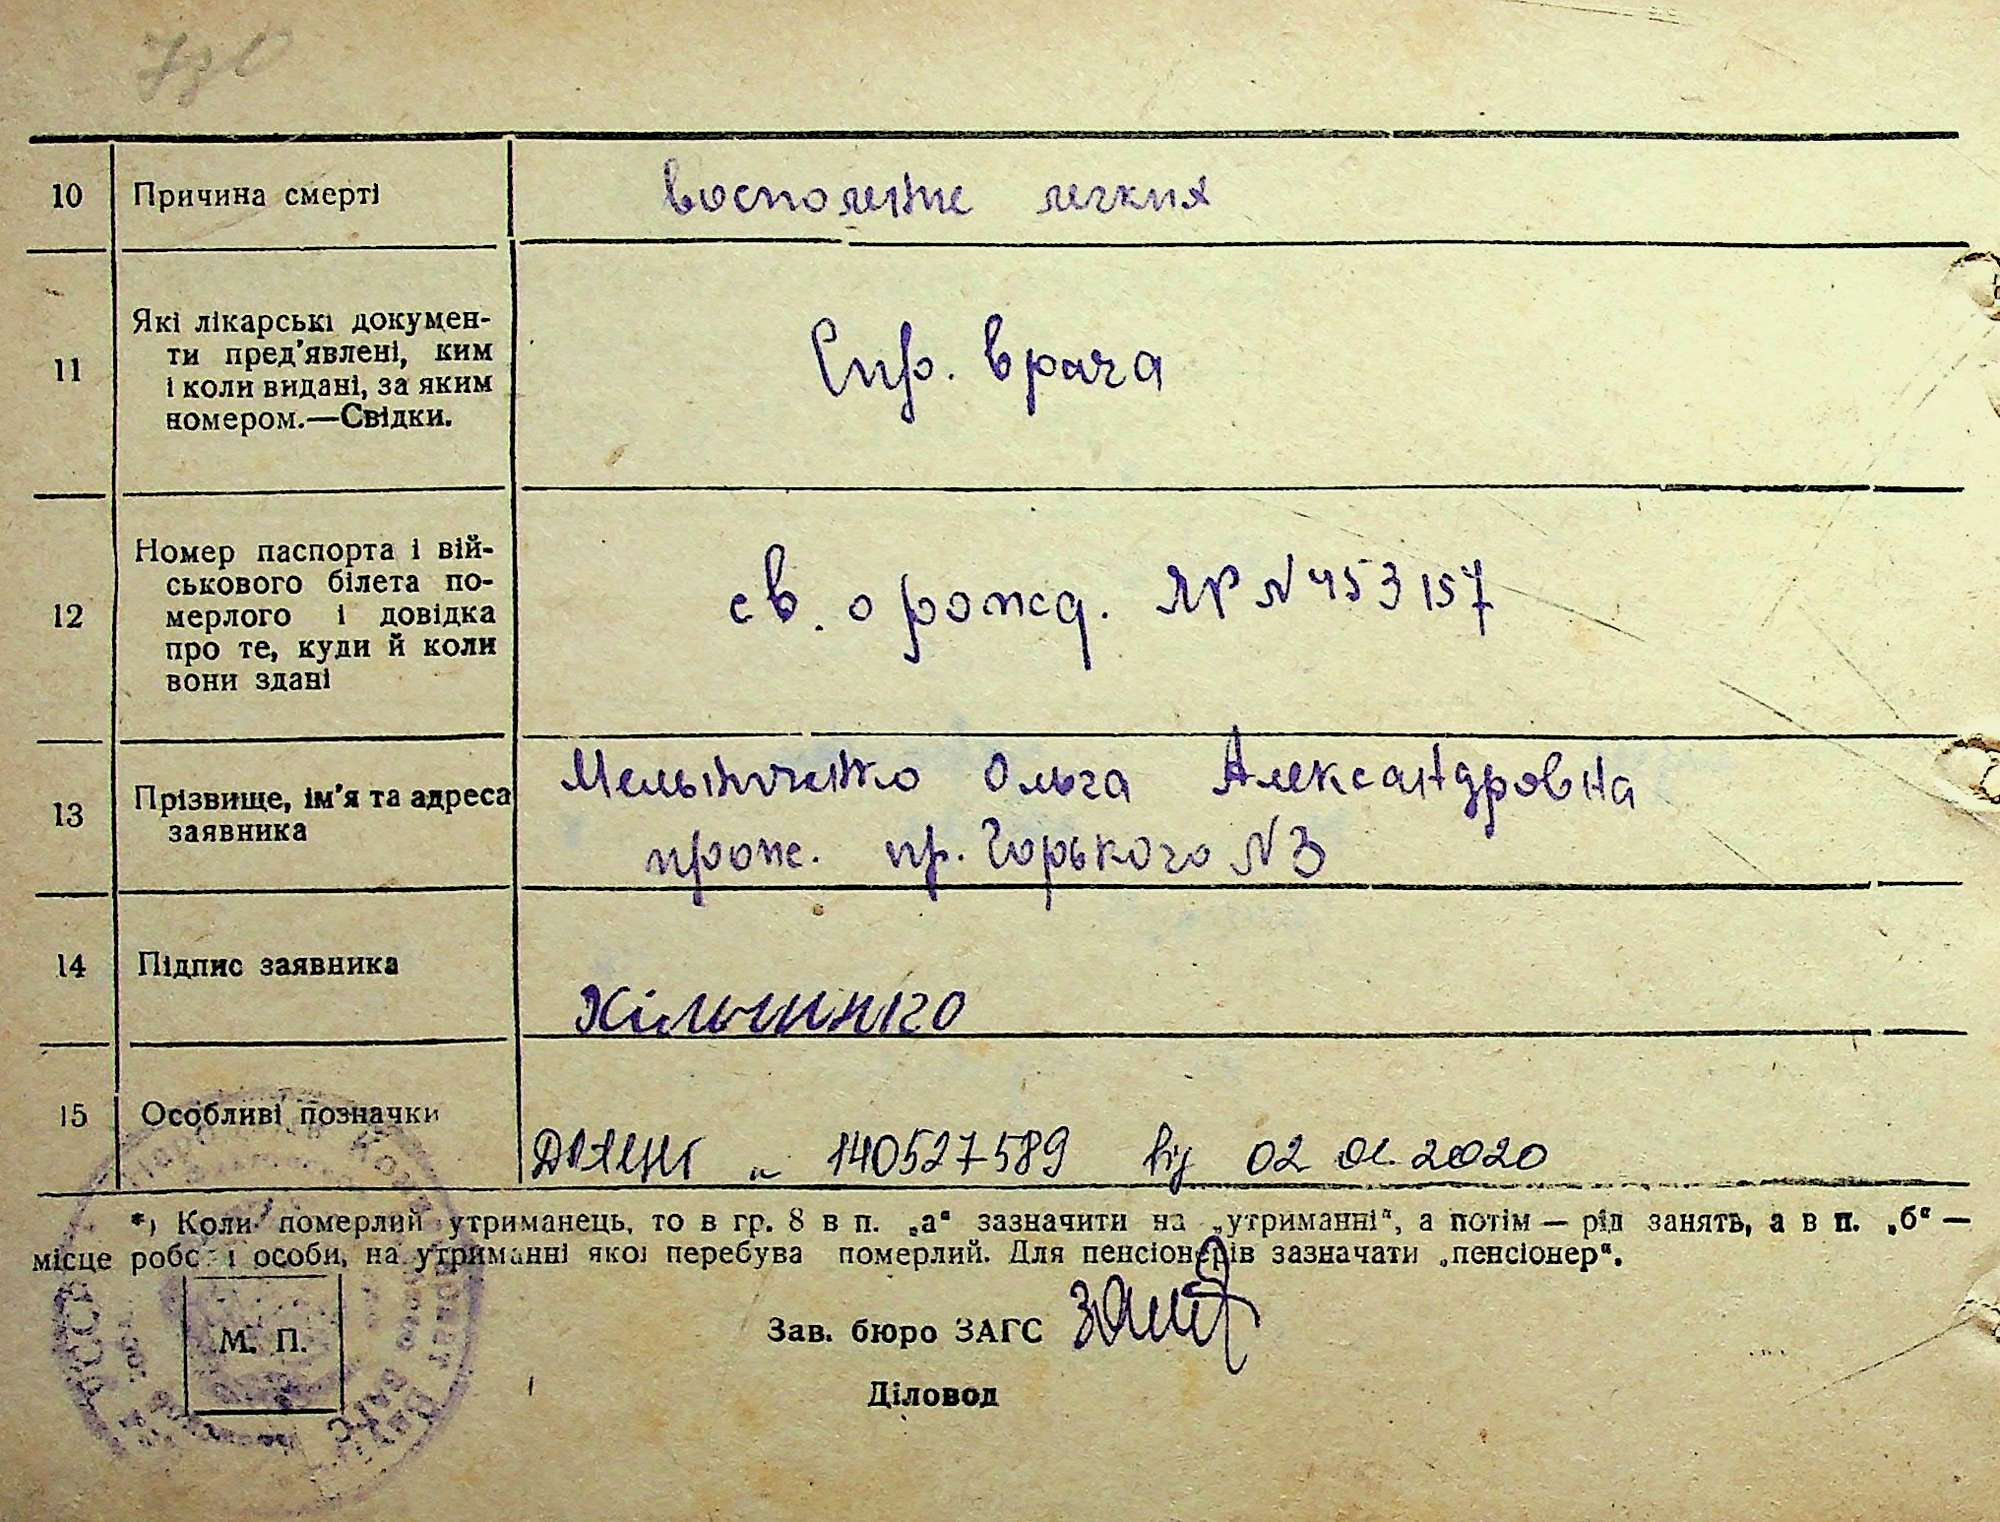 10 Причина смерті восполение легких
11 Які лікарські докумен-
ти пред'явлені, ким
і коли видані, за яким
номером.—Свідки.
Спр. врача
12 Номер паспорта і вій-
ськового білета по-
мерлого і довідка
про те, куди й коли
вони здані
св. о рожд. ЯР №453157
13 Прізвище, ім'я та адреса
заявника
Мельниченко Ольга Александровна
прож. пр. Горького №3
14 Підпис заявника
15 Особливі позначки
140527589 від 02 01. 2020
*) Коли померлий утриманець, то в гр. 8 в п. „а“ зазначити на „утриманні“, а потім — рід занять, а в п. „б“ —
місце роботи і особи, на утриманні якої перебував померлий. Для пенсіонерів зазначати „пенсіонер“.
М. П.
Зав. бюро ЗАГС
Діловод